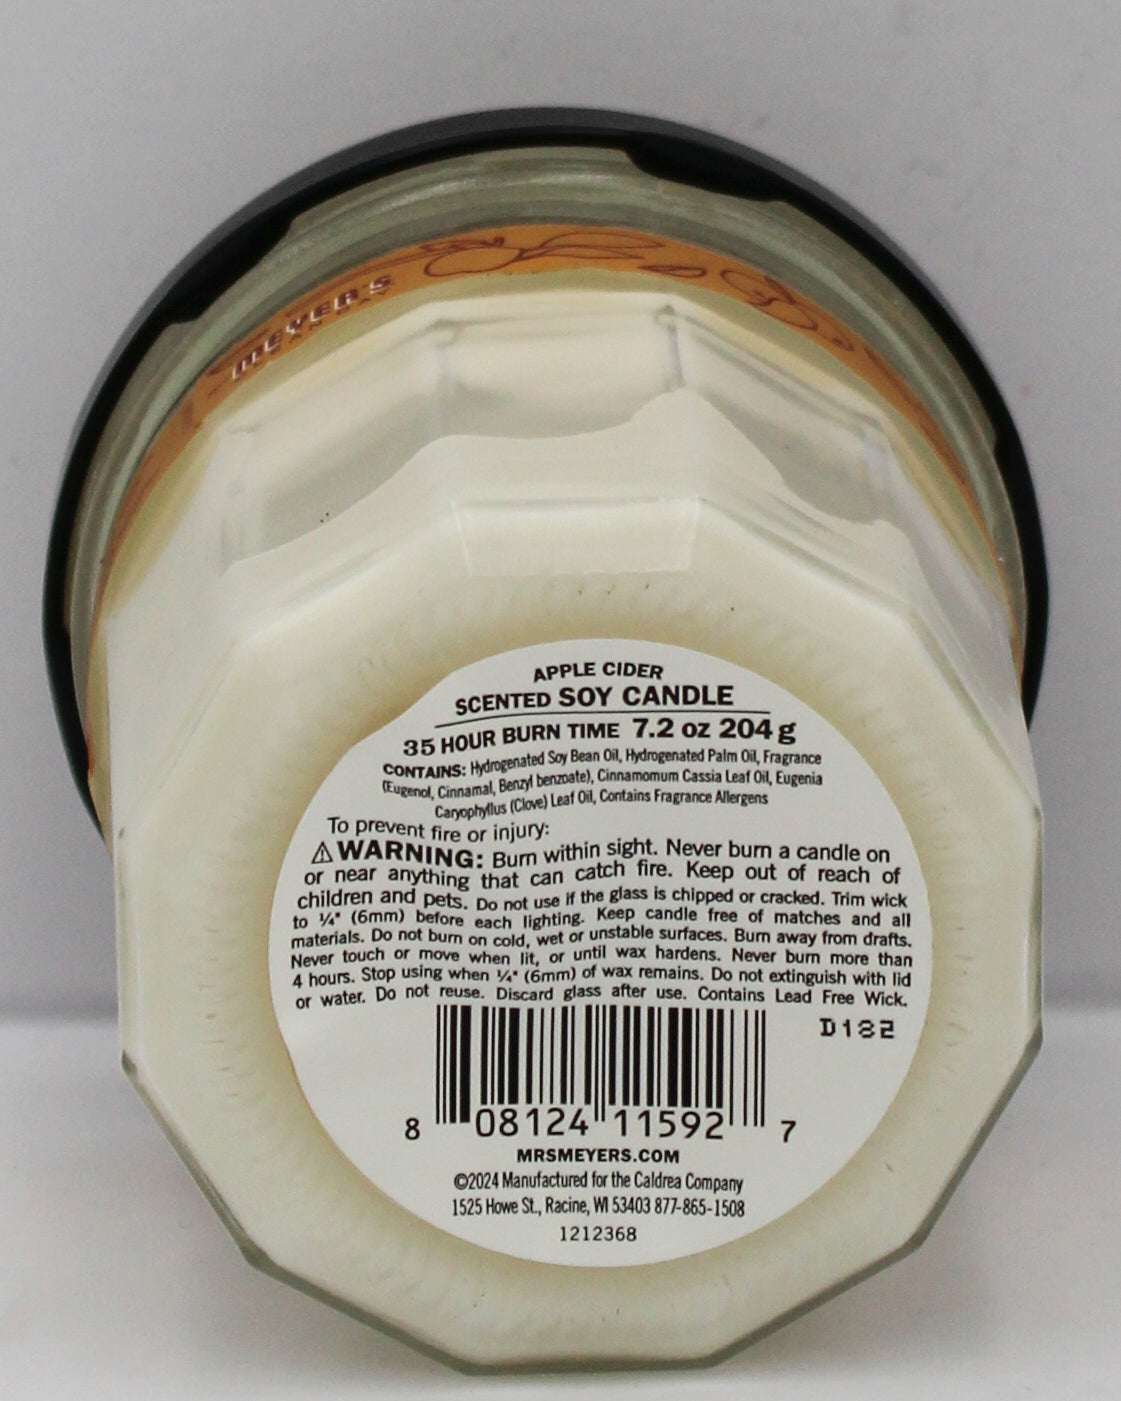 MEYER'S
CLEAN DAY
APPLE CIDER
SCENTED SOY CANDLE
35 HOUR BURN TIME 7.2 oz 204 g
CONTAINS: Hydrogenated Soy Bean Oil, Hydrogenated Palm Oil, Fragrance
(Eugenol, Cinnamal, Benzyl benzoate), Cinnamomum Cassia Leaf Oil, Eugenia
Caryophyllus (Clove) Leaf Oil, Contains Fragrance Allergens
To prevent fire or injury:
⚠WARNING: Burn within sight. Never burn a candle on
or near anything that can catch fire. Keep out of reach of
children and pets. Do not use if the glass is chipped or cracked. Trim wick
to ¼" (6mm) before each lighting. Keep candle free of matches and all
materials. Do not burn on cold, wet or unstable surfaces. Burn away from drafts.
Never touch or move when lit, or until wax hardens. Never burn more than
4 hours. Stop using when ¼" (6mm) of wax remains. Do not extinguish with lid
or water. Do not reuse. Discard glass after use. Contains Lead Free Wick.
D182
8 08124 11592 7
MRSMEYERS.COM
©2024 Manufactured for the Caldrea Company
1525 Howe St., Racine, WI 53403 877-865-1508
1212368